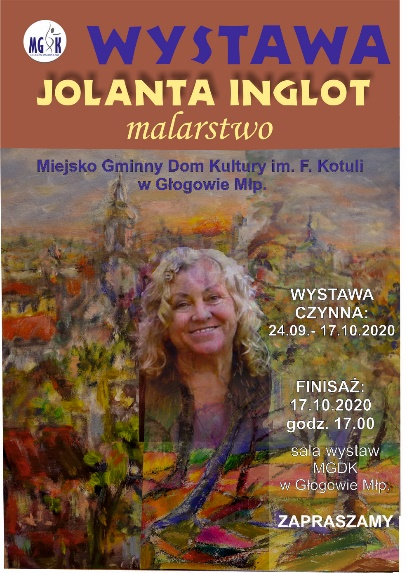 MGDK
WYSTAWA
JOLANTA INGLOT
malarstwo
Miejsko Gminny Dom Kultury im. F. Kotuli
w Głogowie Młp.
WYSTAWA
CZYNNA:
24.09.- 17.10.2020
FINISAŻ:
17.10.2020
godz. 17.00
sala wystaw
MGDK
w Głogowie Młp.
ZAPRASZAMY